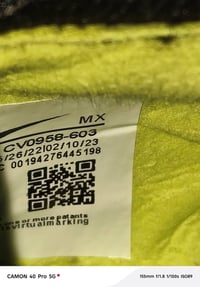 MX
CV0958-603
/26/22|02/10/23
C 00194276445198
one or more patents
virtualmarking
CAMON 40 Pro 5G
155mm f/1.8 1/100s ISO89